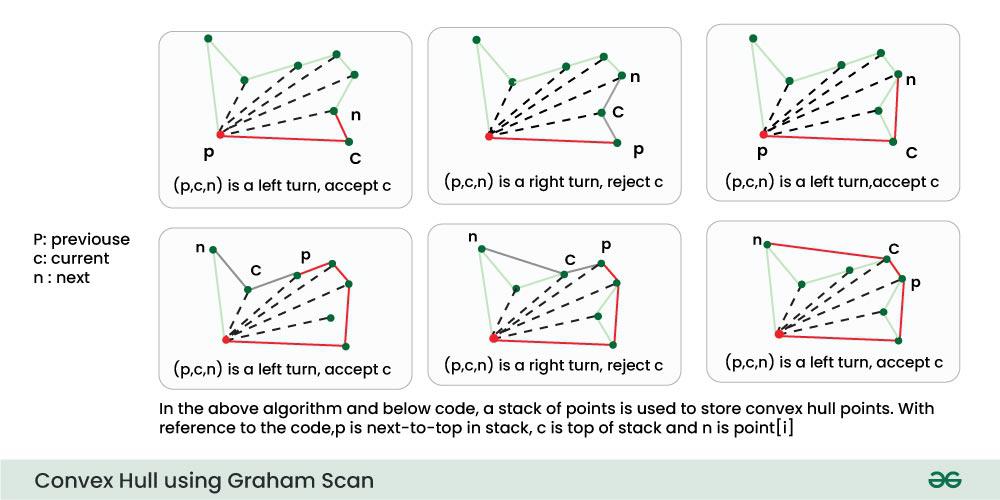 p
n
C
(p,c,n) is a left turn, accept c
n
C
p
(p,c,n) is a right turn, reject c
n
p
C
(p,c,n) is a left turn,accept c
P: previouse
c: current
n : next
n
C
p
(p,c,n) is a left turn, accept c
n
C
p
(p,c,n) is a right turn, reject c
n
C
p
(p,c,n) is a left turn, accept c
In the above algorithm and below code, a stack of points is used to store convex hull points. With
reference to the code,p is next-to-top in stack, c is top of stack and n is point[i]
Convex Hull using Graham Scan